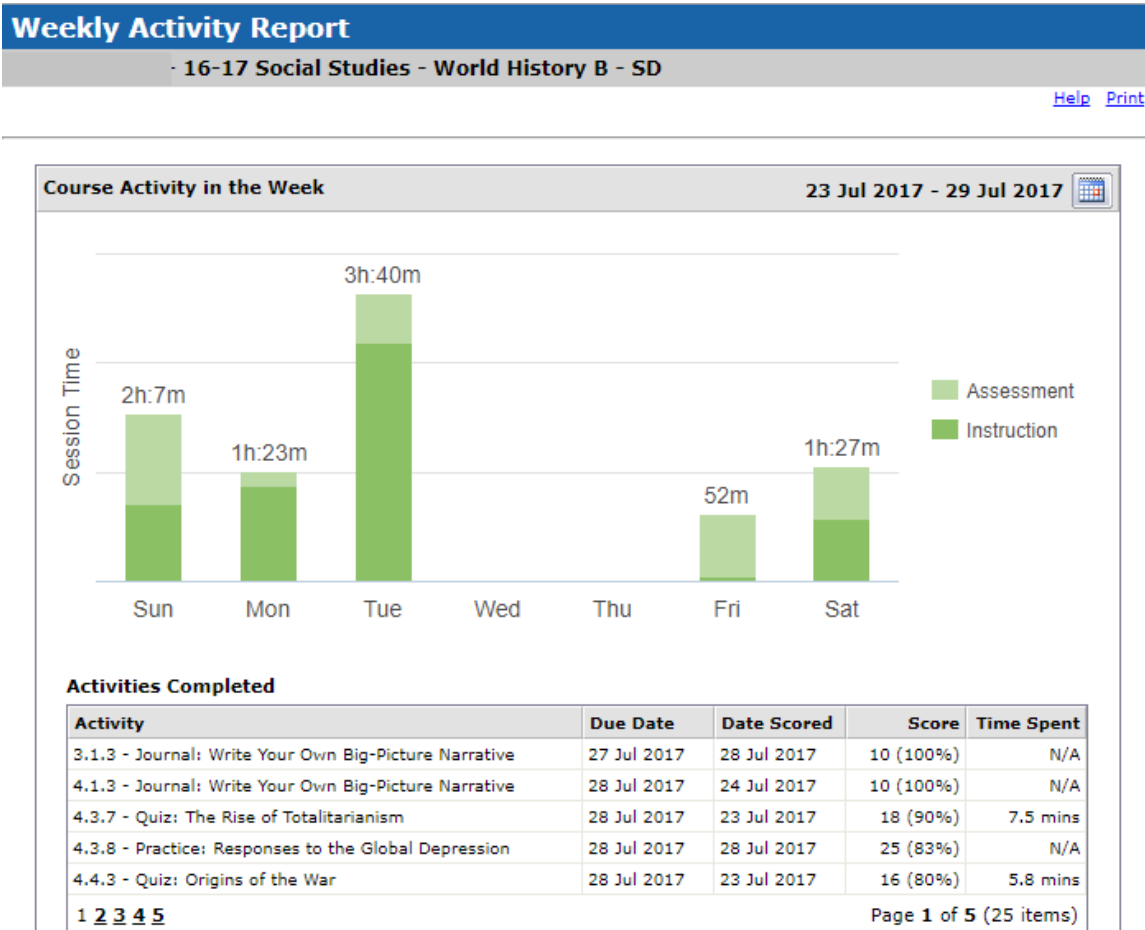 Weekly Activity Report
- 16-17 Social Studies - World History B - SD
Help Print
Course Activity in the Week 23 Jul 2017 - 29 Jul 2017
3h:40m
2h:7m
1h:23m
52m
1h:27m
Session Time
Assessment
Instruction
Sun Mon Tue Wed Thu Fri Sat
Activities Completed
Activity Due Date Date Scored Score Time Spent
3.1.3 - Journal: Write Your Own Big-Picture Narrative 27 Jul 2017 28 Jul 2017 10 (100%) N/A
4.1.3 - Journal: Write Your Own Big-Picture Narrative 28 Jul 2017 24 Jul 2017 10 (100%) N/A
4.3.7 - Quiz: The Rise of Totalitarianism 28 Jul 2017 23 Jul 2017 18 (90%) 7.5 mins
4.3.8 - Practice: Responses to the Global Depression 28 Jul 2017 28 Jul 2017 25 (83%) N/A
4.4.3 - Quiz: Origins of the War 28 Jul 2017 23 Jul 2017 16 (80%) 5.8 mins
1 2 3 4 5 Page 1 of 5 (25 items)